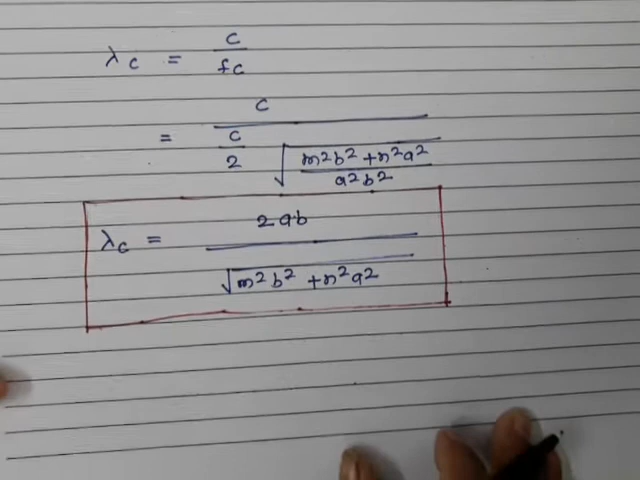 λc = c / fc
= c / (c/2 √((m²b² + n²a²) / a²b²))
λc = 2ab / √(m²b² + n²a²)